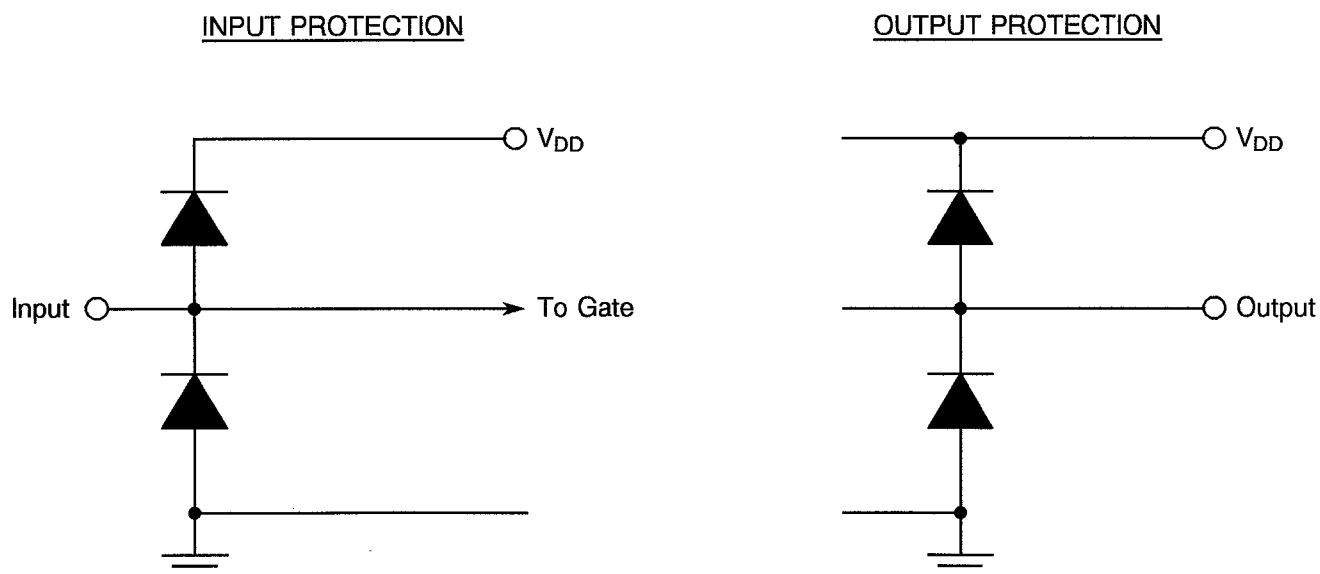 INPUT PROTECTION
OUTPUT PROTECTION
VDD
VDD
Input
To Gate
Output